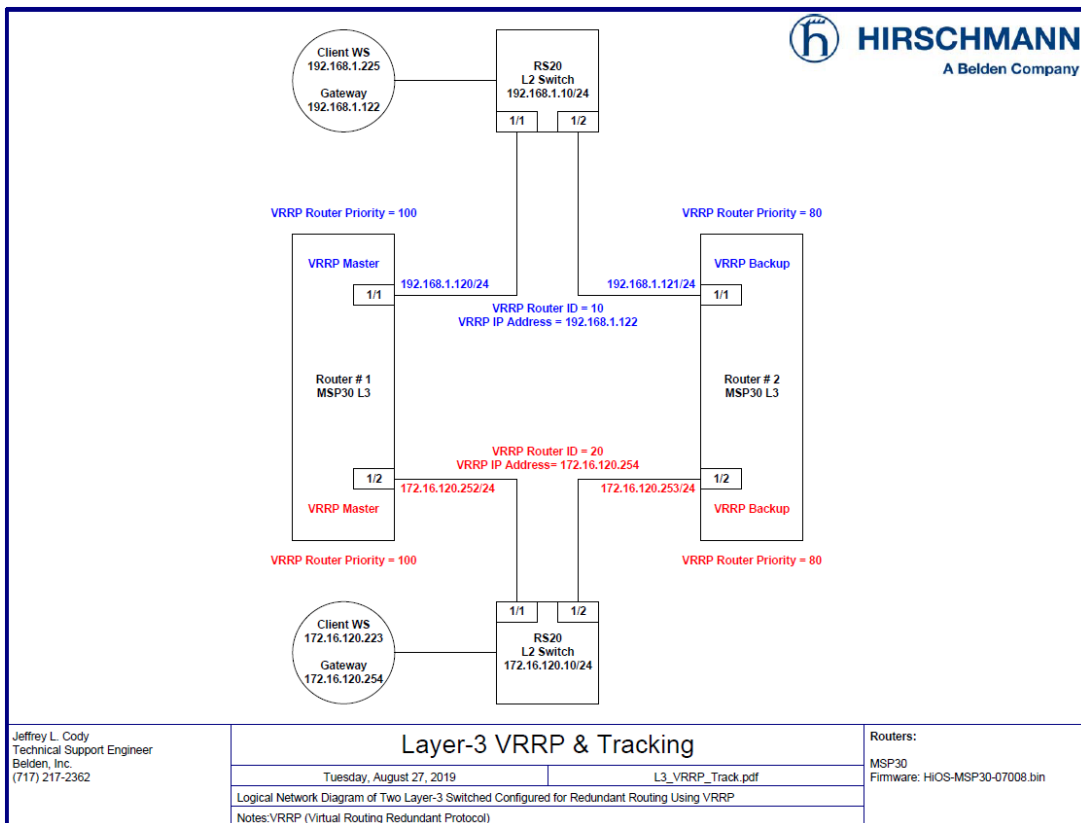 HIRSCHMANN
A Belden Company
Client WS
192.168.1.225
Gateway
192.168.1.122
RS20
L2 Switch
192.168.1.10/24
1/1
1/2
VRRP Router Priority = 100
VRRP Router Priority = 80
VRRP Master
VRRP Backup
192.168.1.120/24
192.168.1.121/24
1/1
1/1
VRRP Router ID = 10
VRRP IP Address = 192.168.1.122
Router # 1
MSP30 L3
Router # 2
MSP30 L3
VRRP Router ID = 20
VRRP IP Address= 172.16.120.254
1/2
1/2
172.16.120.252/24
172.16.120.253/24
VRRP Master
VRRP Backup
VRRP Router Priority = 100
VRRP Router Priority = 80
1/1
1/2
Client WS
172.16.120.223
Gateway
172.16.120.254
RS20
L2 Switch
172.16.120.10/24
Jeffrey L. Cody
Technical Support Engineer
Belden, Inc.
(717) 217-2362
Layer-3 VRRP & Tracking
Tuesday, August 27, 2019
L3_VRRP_Track.pdf
Logical Network Diagram of Two Layer-3 Switched Configured for Redundant Routing Using VRRP
Notes:VRRP (Virtual Routing Redundant Protocol)
Routers:
MSP30
Firmware: HiOS-MSP30-07008.bin